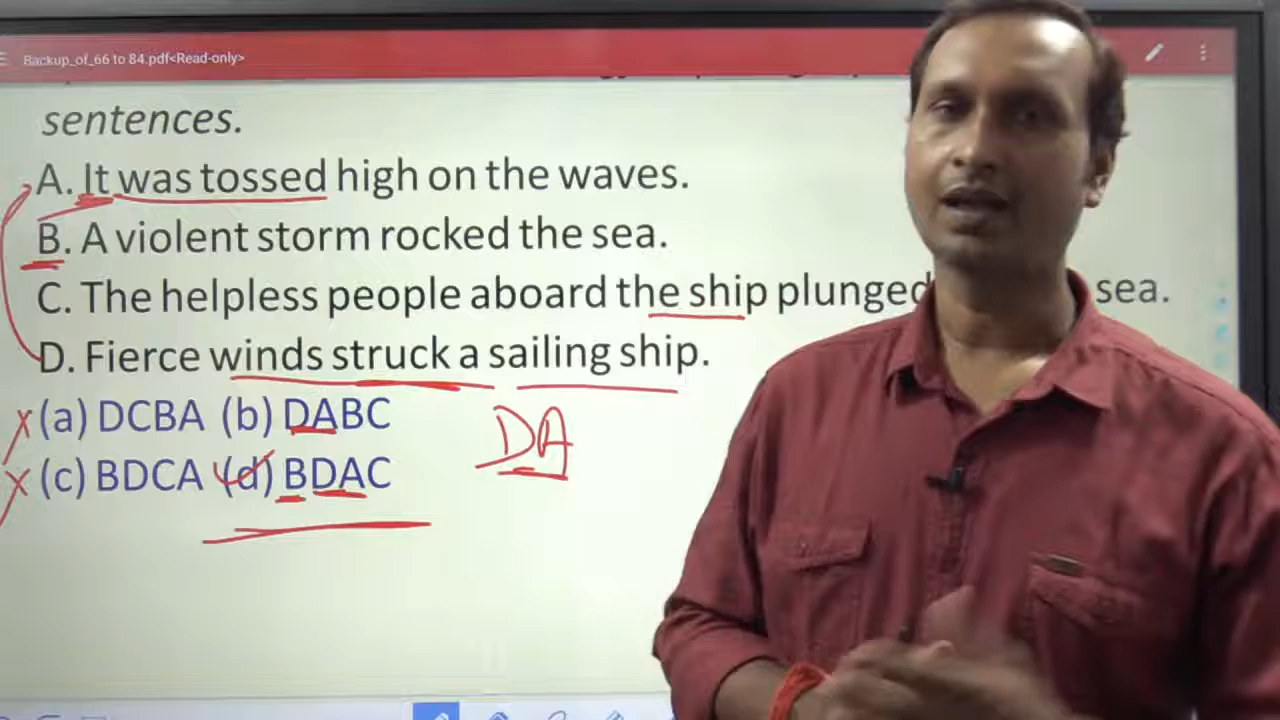 Backup_of_66 to 84.pdf<Read-only>
sentences.
A. It was tossed high on the waves.
B. A violent storm rocked the sea.
C. The helpless people aboard the ship plunged sea.
D. Fierce winds struck a sailing ship.
(a) DCBA (b) DABC
DA
(c) BDCA (d) BDAC